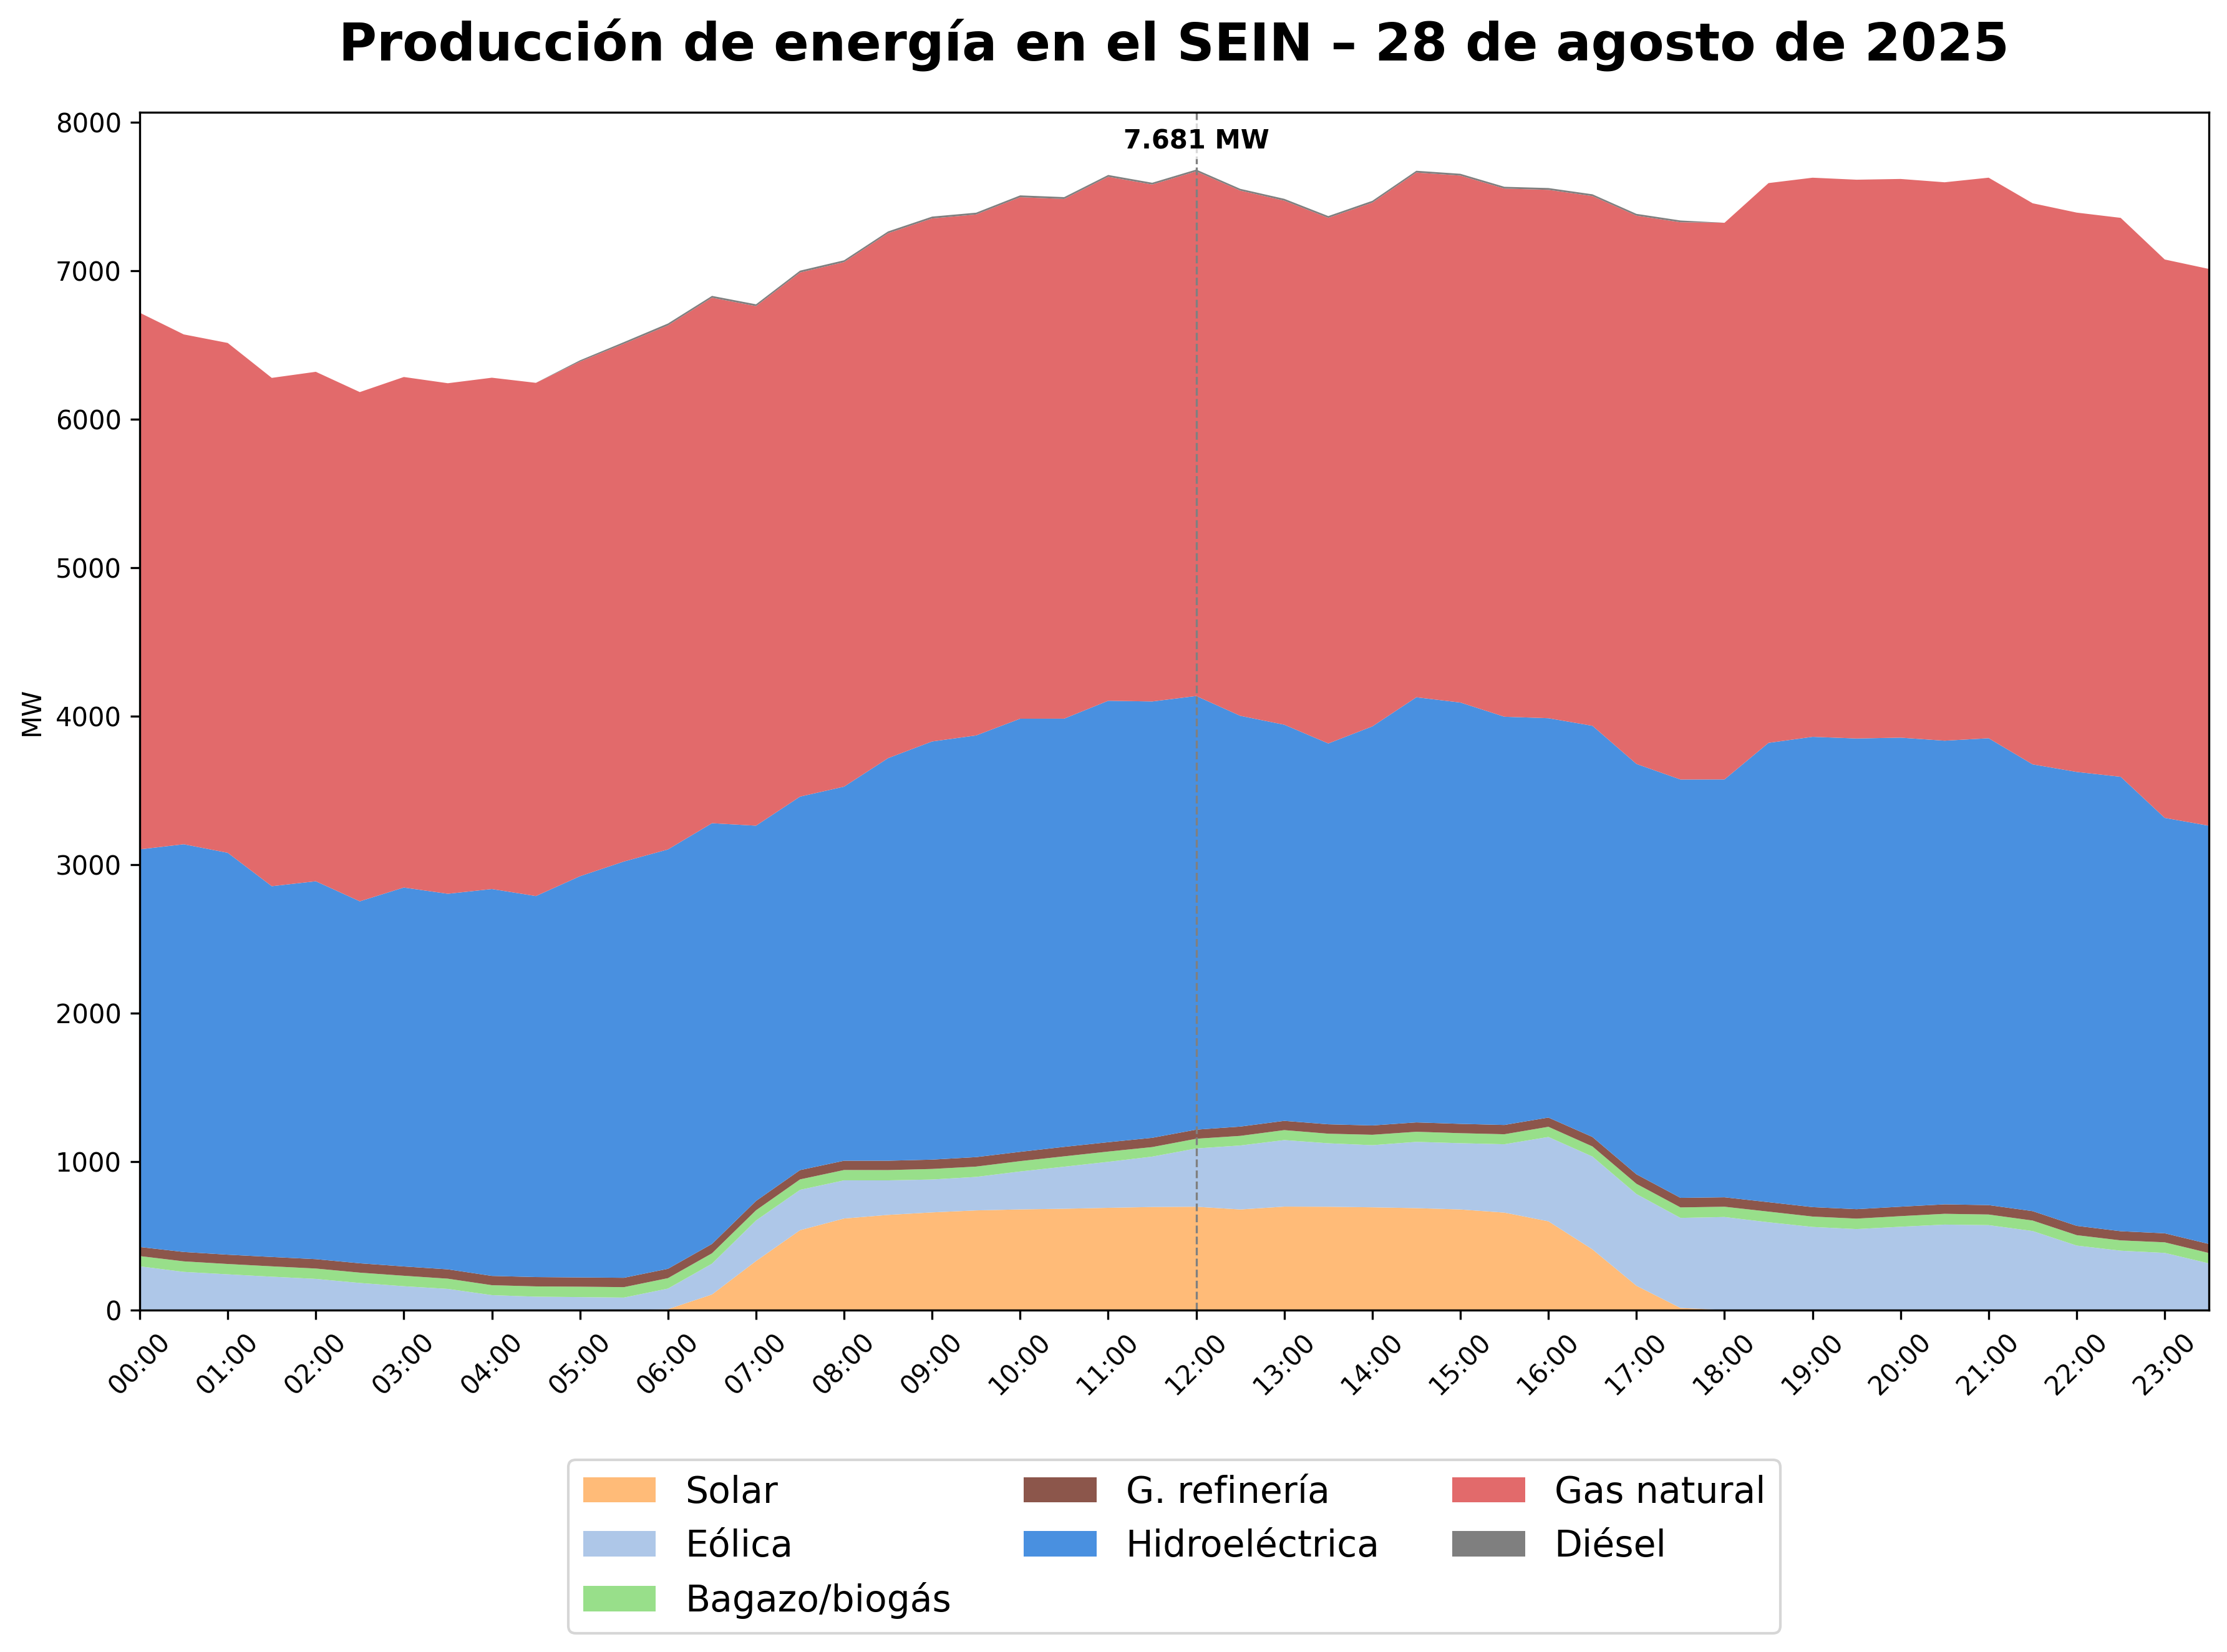 Producción de energía en el SEIN – 28 de agosto de 2025
7.681 MW
MW
8000
7000
6000
5000
4000
3000
2000
1000
0
00:00 01:00 02:00 03:00 04:00 05:00 06:00 07:00 08:00 09:00 10:00 11:00 12:00 13:00 14:00 15:00 16:00 17:00 18:00 19:00 20:00 21:00 22:00 23:00
Solar
Eólica
Bagazo/biogás
G. refinería
Hidroeléctrica
Gas natural
Diésel